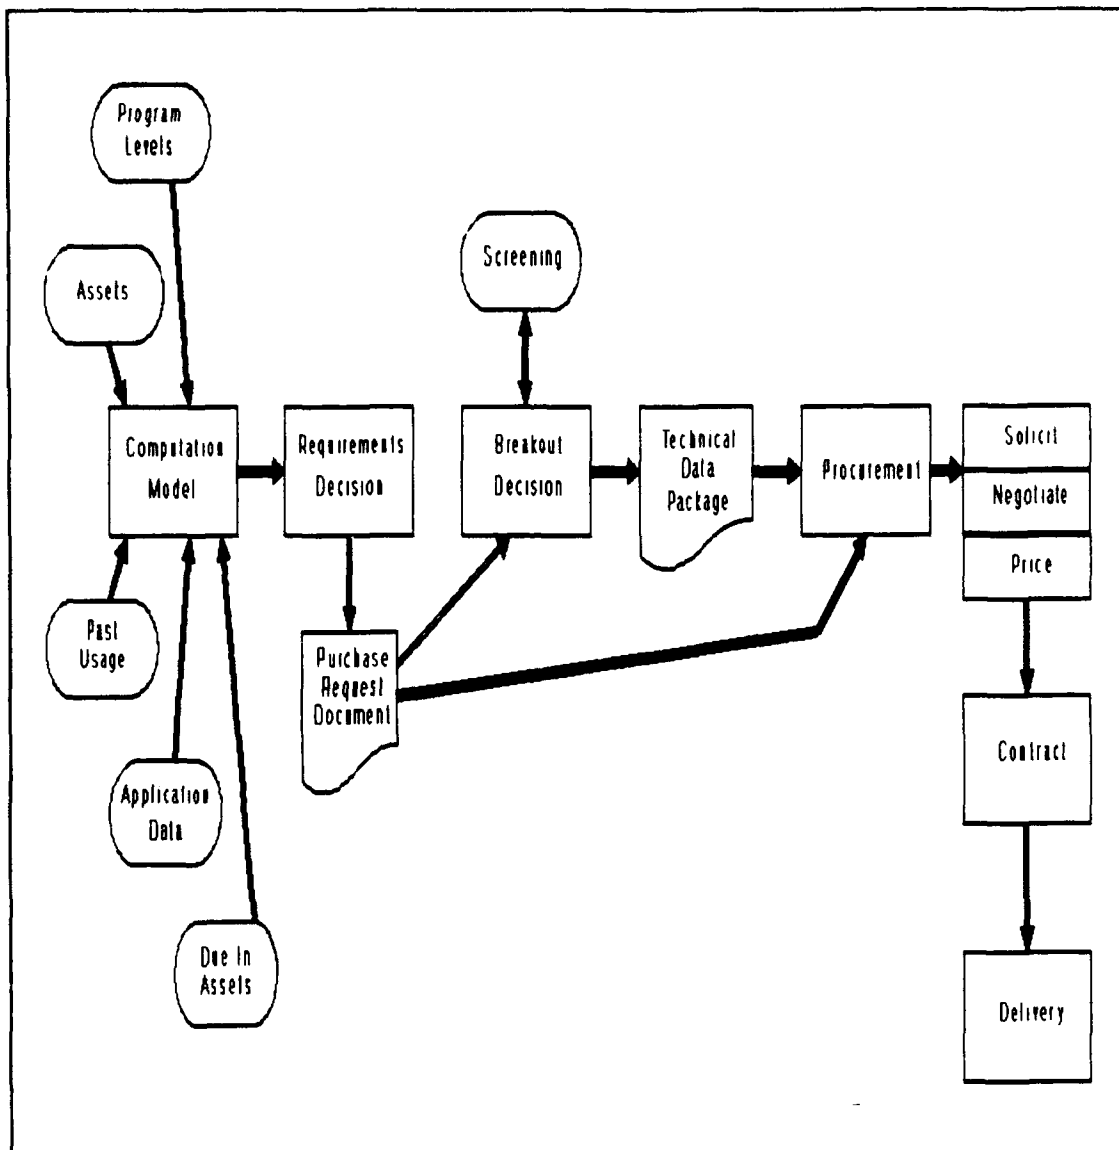 Program
Levels
Assets
Screening
Computation
Model
Requirements
Decision
Breakout
Decision
Technical
Data
Package
Procurement
Solicit
Negotiate
Price
Past
Usage
Purchase
Request
Document
Contract
Application
Data
Due In
Assets
Delivery